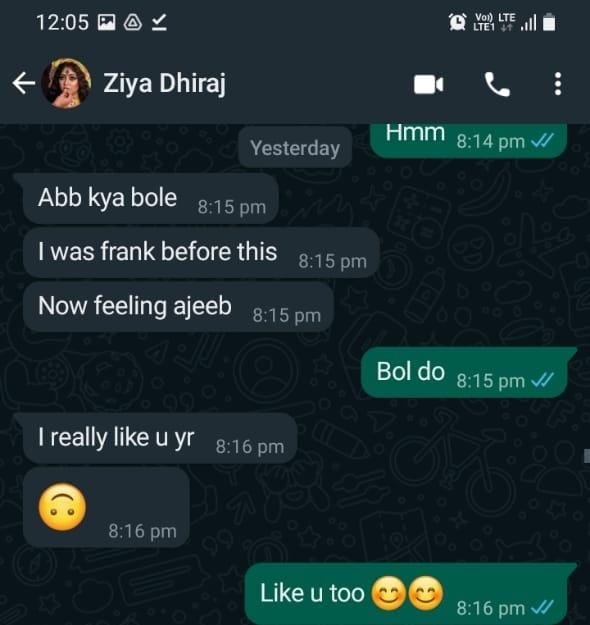 12:05
Vo) LTE
LTE1
Ziya Dhiraj
Hmm 8:14 pm
Yesterday
Abb kya bole 8:15 pm
I was frank before this 8:15 pm
Now feeling ajeeb 8:15 pm
Bol do 8:15 pm
I really like u yr 8:16 pm
🙃 8:16 pm
Like u too 😊😊 8:16 pm